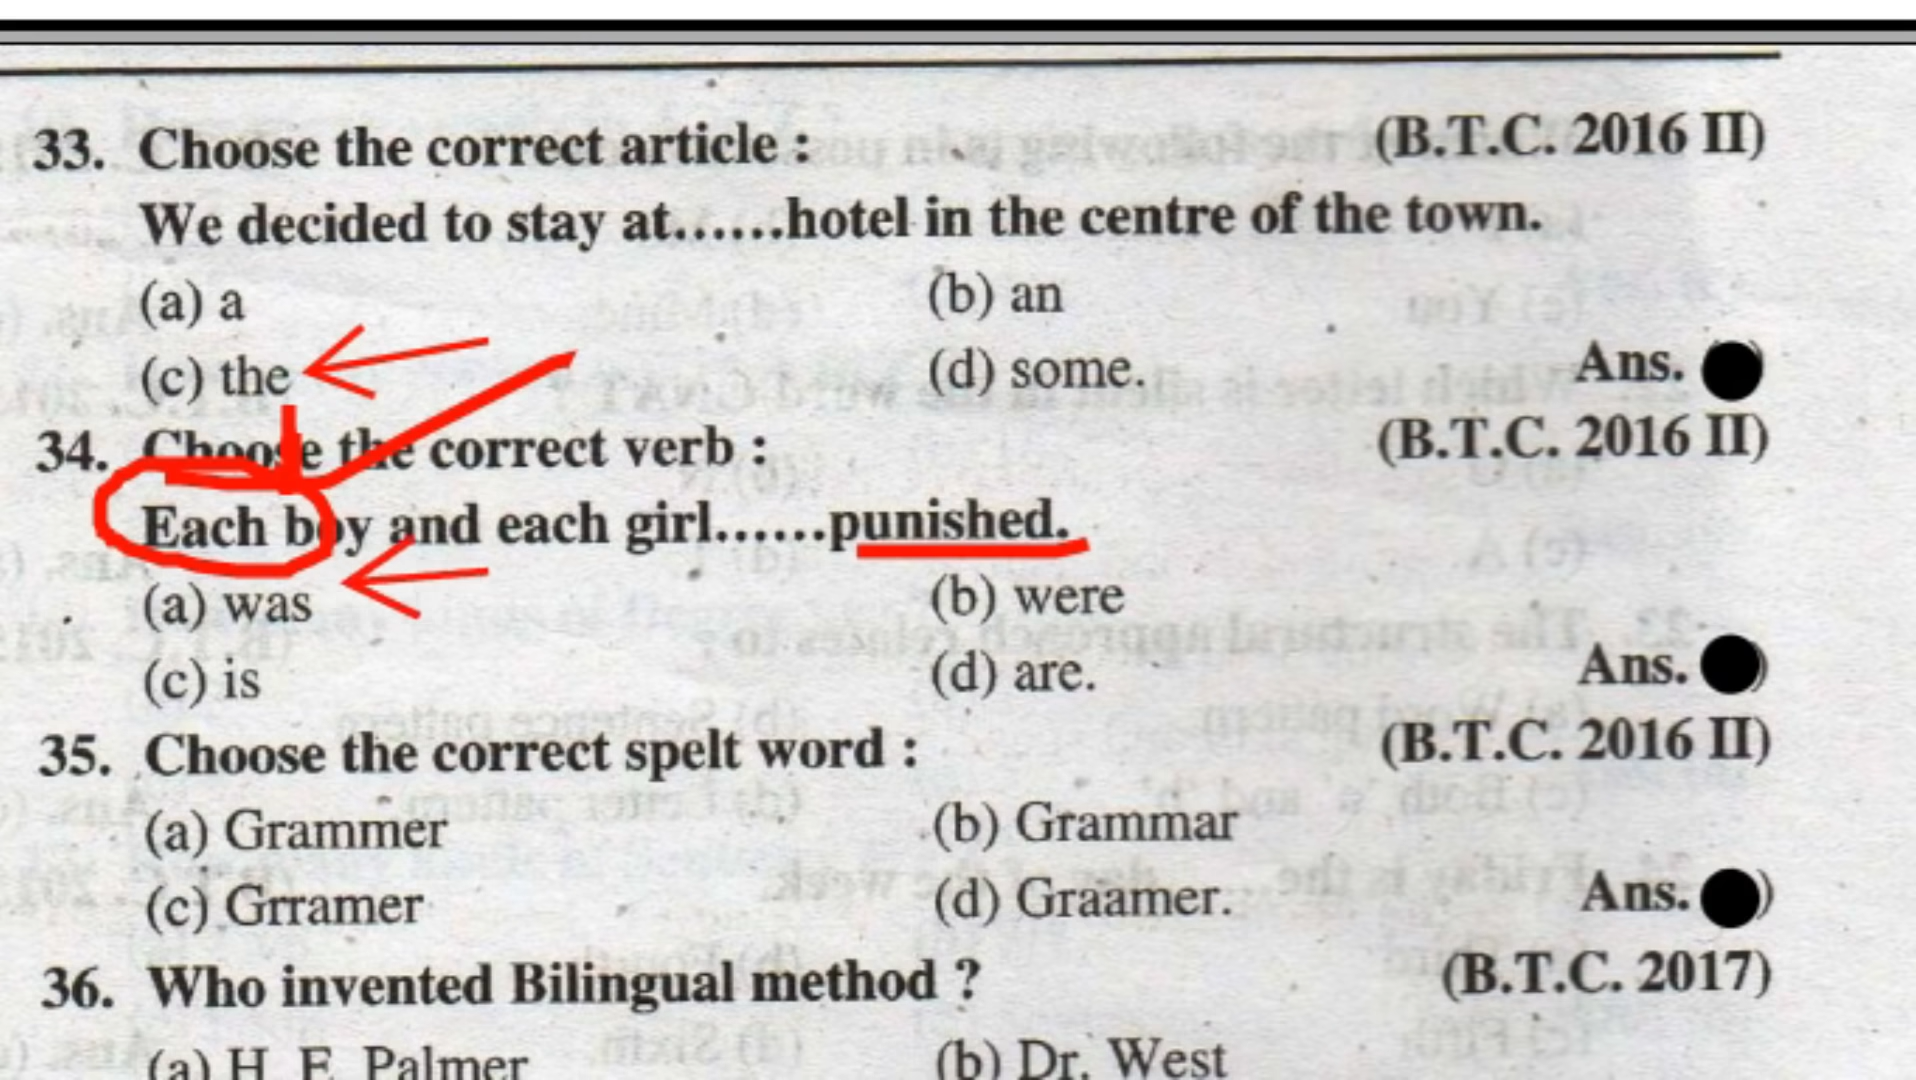 33. Choose the correct article : (B.T.C. 2016 II)
We decided to stay at......hotel in the centre of the town.
(a) a (b) an
(c) the (d) some. Ans.
34. Choose the correct verb : (B.T.C. 2016 II)
Each boy and each girl......punished.
(a) was (b) were
(c) is (d) are. Ans. )
35. Choose the correct spelt word : (B.T.C. 2016 II)
(a) Grammer (b) Grammar
(c) Grramer (d) Graamer. Ans. )
36. Who invented Bilingual method ? (B.T.C. 2017)
(a) H. E. Palmer (b) Dr. West